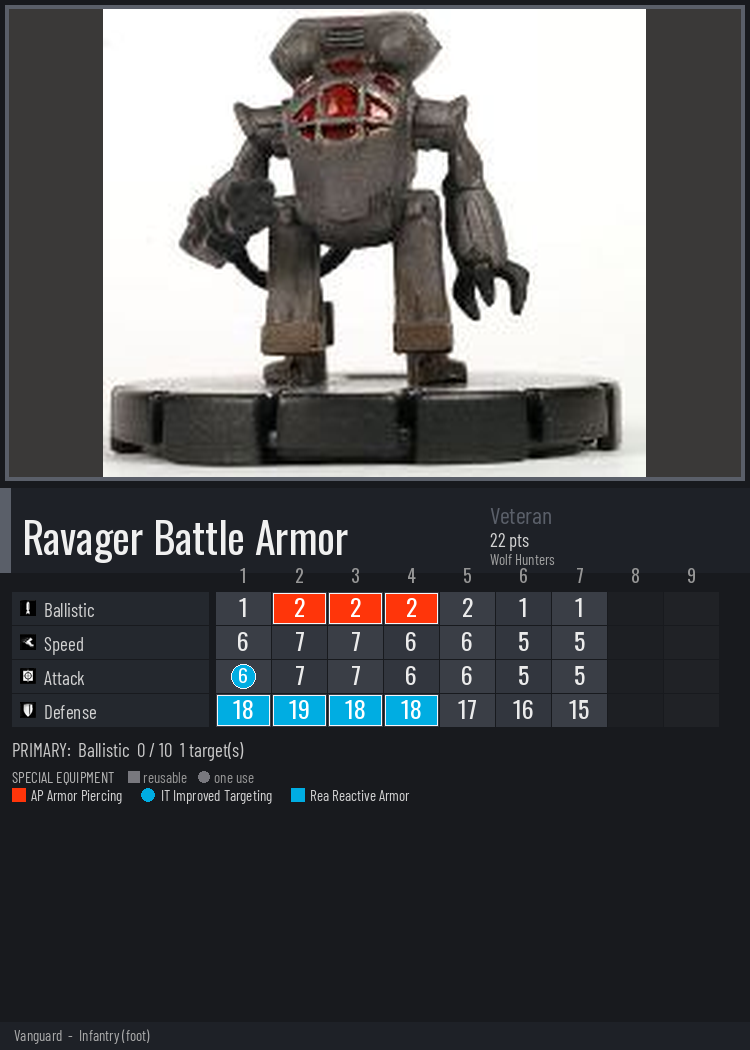 Ravager Battle Armor
Veteran
22 pts
Wolf Hunters
1 2 3 4 5 6 7 8 9
Ballistic 1 2 2 2 2 1 1
Speed 6 7 7 6 6 5 5
Attack 6 7 7 6 6 5 5
Defense 18 19 18 18 17 16 15
PRIMARY: Ballistic 0 / 10 1 target(s)
SPECIAL EQUIPMENT reusable one use
AP Armor Piercing IT Improved Targeting Rea Reactive Armor
Vanguard - Infantry (foot)